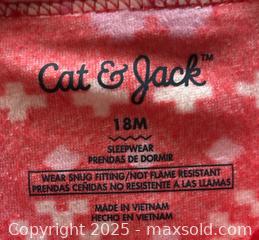 Cat & Jack™
18M
SLEEPWEAR
PRENDAS DE DORMIR
WEAR SNUG FITTING/NOT FLAME RESISTANT
PRENDAS CEÑIDAS NO RESISTENTE A LAS LLAMAS
MADE IN VIETNAM
HECHO EN VIETNAM
Copyright 2025 - www.maxsold.com